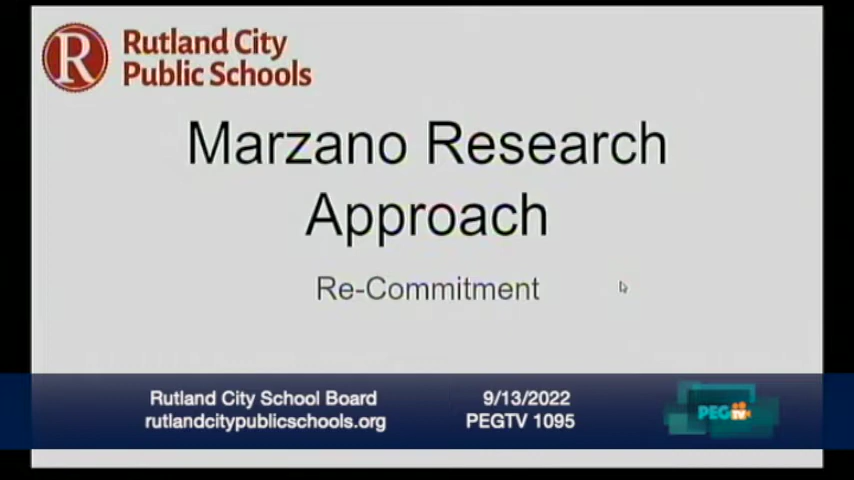 R
Rutland City
Public Schools
Marzano Research
Approach
Re-Commitment
Rutland City School Board
9/13/2022
rutlandcitypublicschools.org
PEGTV 1095
PEGTV